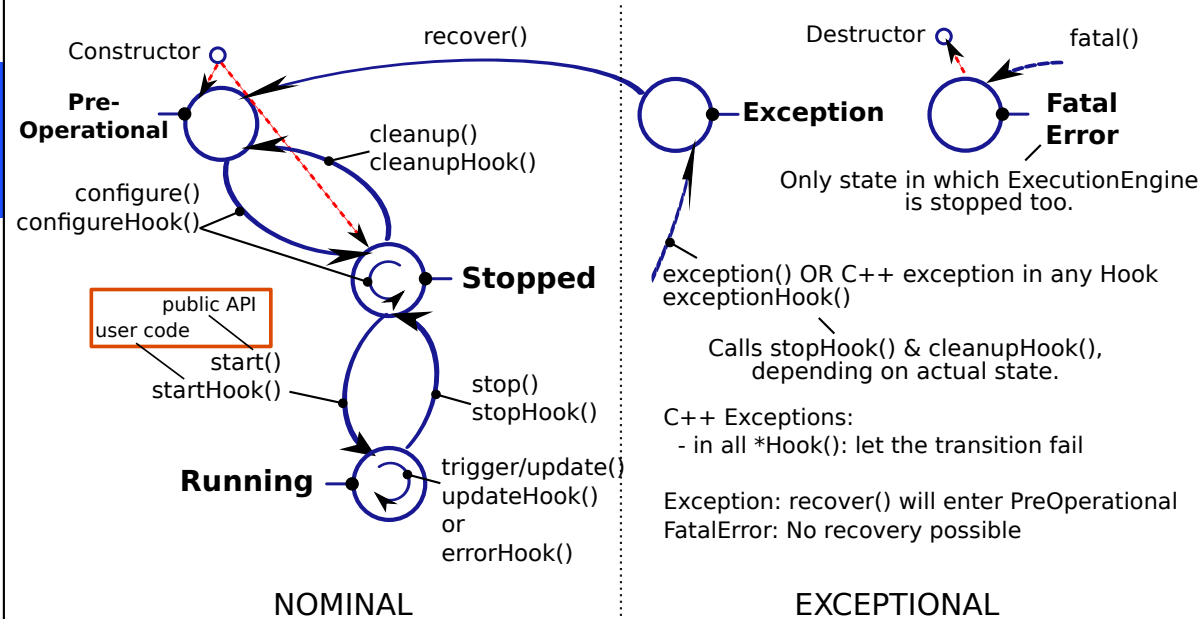 Constructor
recover()
Destructor
fatal()
Pre-
Operational
Exception
Fatal
Error
cleanup()
cleanupHook()
Only state in which ExecutionEngine
is stopped too.
configure()
configureHook()
Stopped
exception() OR C++ exception in any Hook
exceptionHook()
public API
user code
start()
startHook()
Calls stopHook() & cleanupHook(),
depending on actual state.
stop()
stopHook()
C++ Exceptions:
- in all *Hook(): let the transition fail
Running
trigger/update()
updateHook()
or
errorHook()
Exception: recover() will enter PreOperational
FatalError: No recovery possible
NOMINAL
EXCEPTIONAL